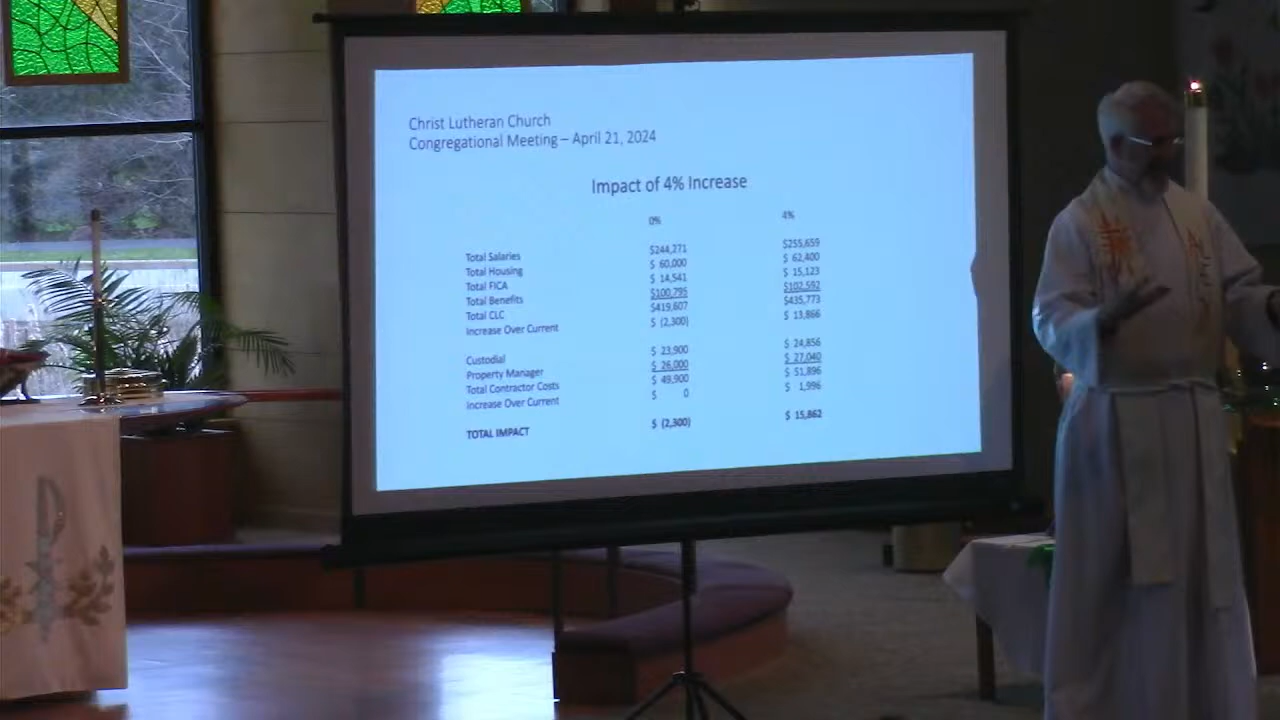 Christ Lutheran Church
Congregational Meeting – April 21, 2024
Impact of 4% Increase
0% 4%
Total Salaries $244,271 $255,659
Total Housing $ 60,000 $ 62,400
Total FICA $ 14,541 $ 15,123
Total Benefits $100,795 $102,592
Total CLC $419,607 $435,773
Increase Over Current $ (2,300) $ 13,866
Custodial $ 23,900 $ 24,856
Property Manager $ 26,000 $ 27,040
Total Contractor Costs $ 49,900 $ 51,896
Increase Over Current $ 0 $ 1,996
TOTAL IMPACT $ (2,300) $ 15,862